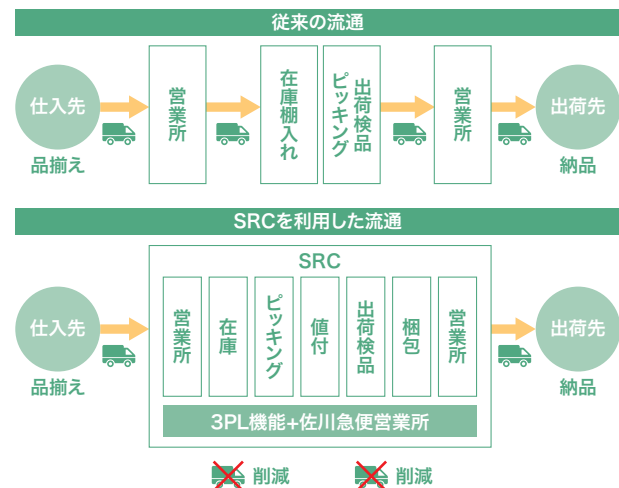 従来の流通
仕入先
品揃え
営業所
在庫棚入れ
出荷検品
ピッキング
営業所
出荷先
納品
SRCを利用した流通
SRC
仕入先
品揃え
営業所
在庫
ピッキング
値付
出荷検品
梱包
営業所
出荷先
納品
3PL機能+佐川急便営業所
削減
削減